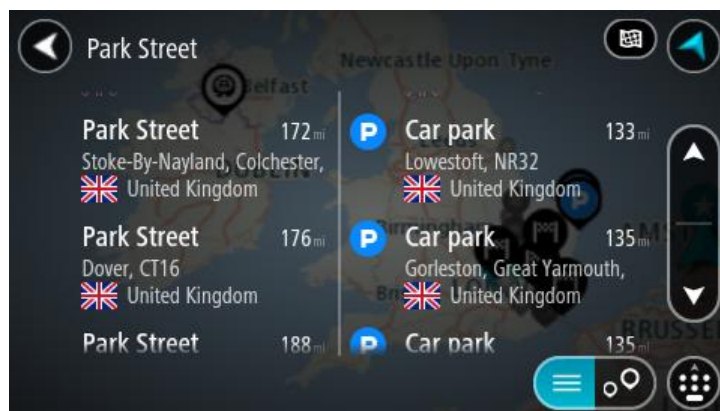 Park Street
Newcastle Upon Tyne
Belfast
Park Street 172 mi
Stoke-By-Nayland, Colchester,
United Kingdom
Park Street 176 mi
Dover, CT16
United Kingdom
Park Street 188 mi
P Car park 133 mi
Lowestoft, NR32
United Kingdom
P Car park 135 mi
Gorleston, Great Yarmouth,
United Kingdom
P Car park 135 mi
DUBLIN
Birmingham